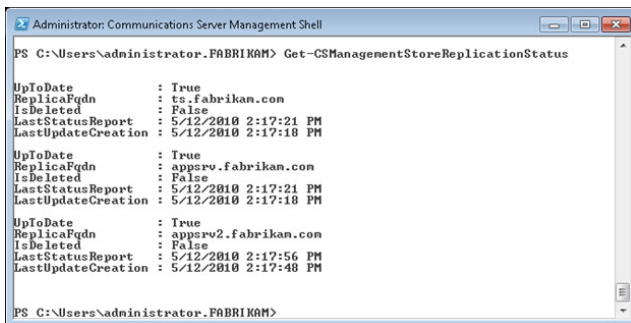 Administrator: Communications Server Management Shell
PS C:\Users\administrator.FABRIKAM> Get-CSManagementStoreReplicationStatus
UpToDate : True
ReplicaFqdn : ts.fabrikam.com
IsDeleted : False
LastStatusReport : 5/12/2010 2:17:21 PM
LastUpdateCreation : 5/12/2010 2:17:18 PM
UpToDate : True
ReplicaFqdn : appsrv.fabrikam.com
IsDeleted : False
LastStatusReport : 5/12/2010 2:17:21 PM
LastUpdateCreation : 5/12/2010 2:17:18 PM
UpToDate : True
ReplicaFqdn : appsrv2.fabrikam.com
IsDeleted : False
LastStatusReport : 5/12/2010 2:17:56 PM
LastUpdateCreation : 5/12/2010 2:17:48 PM
PS C:\Users\administrator.FABRIKAM>